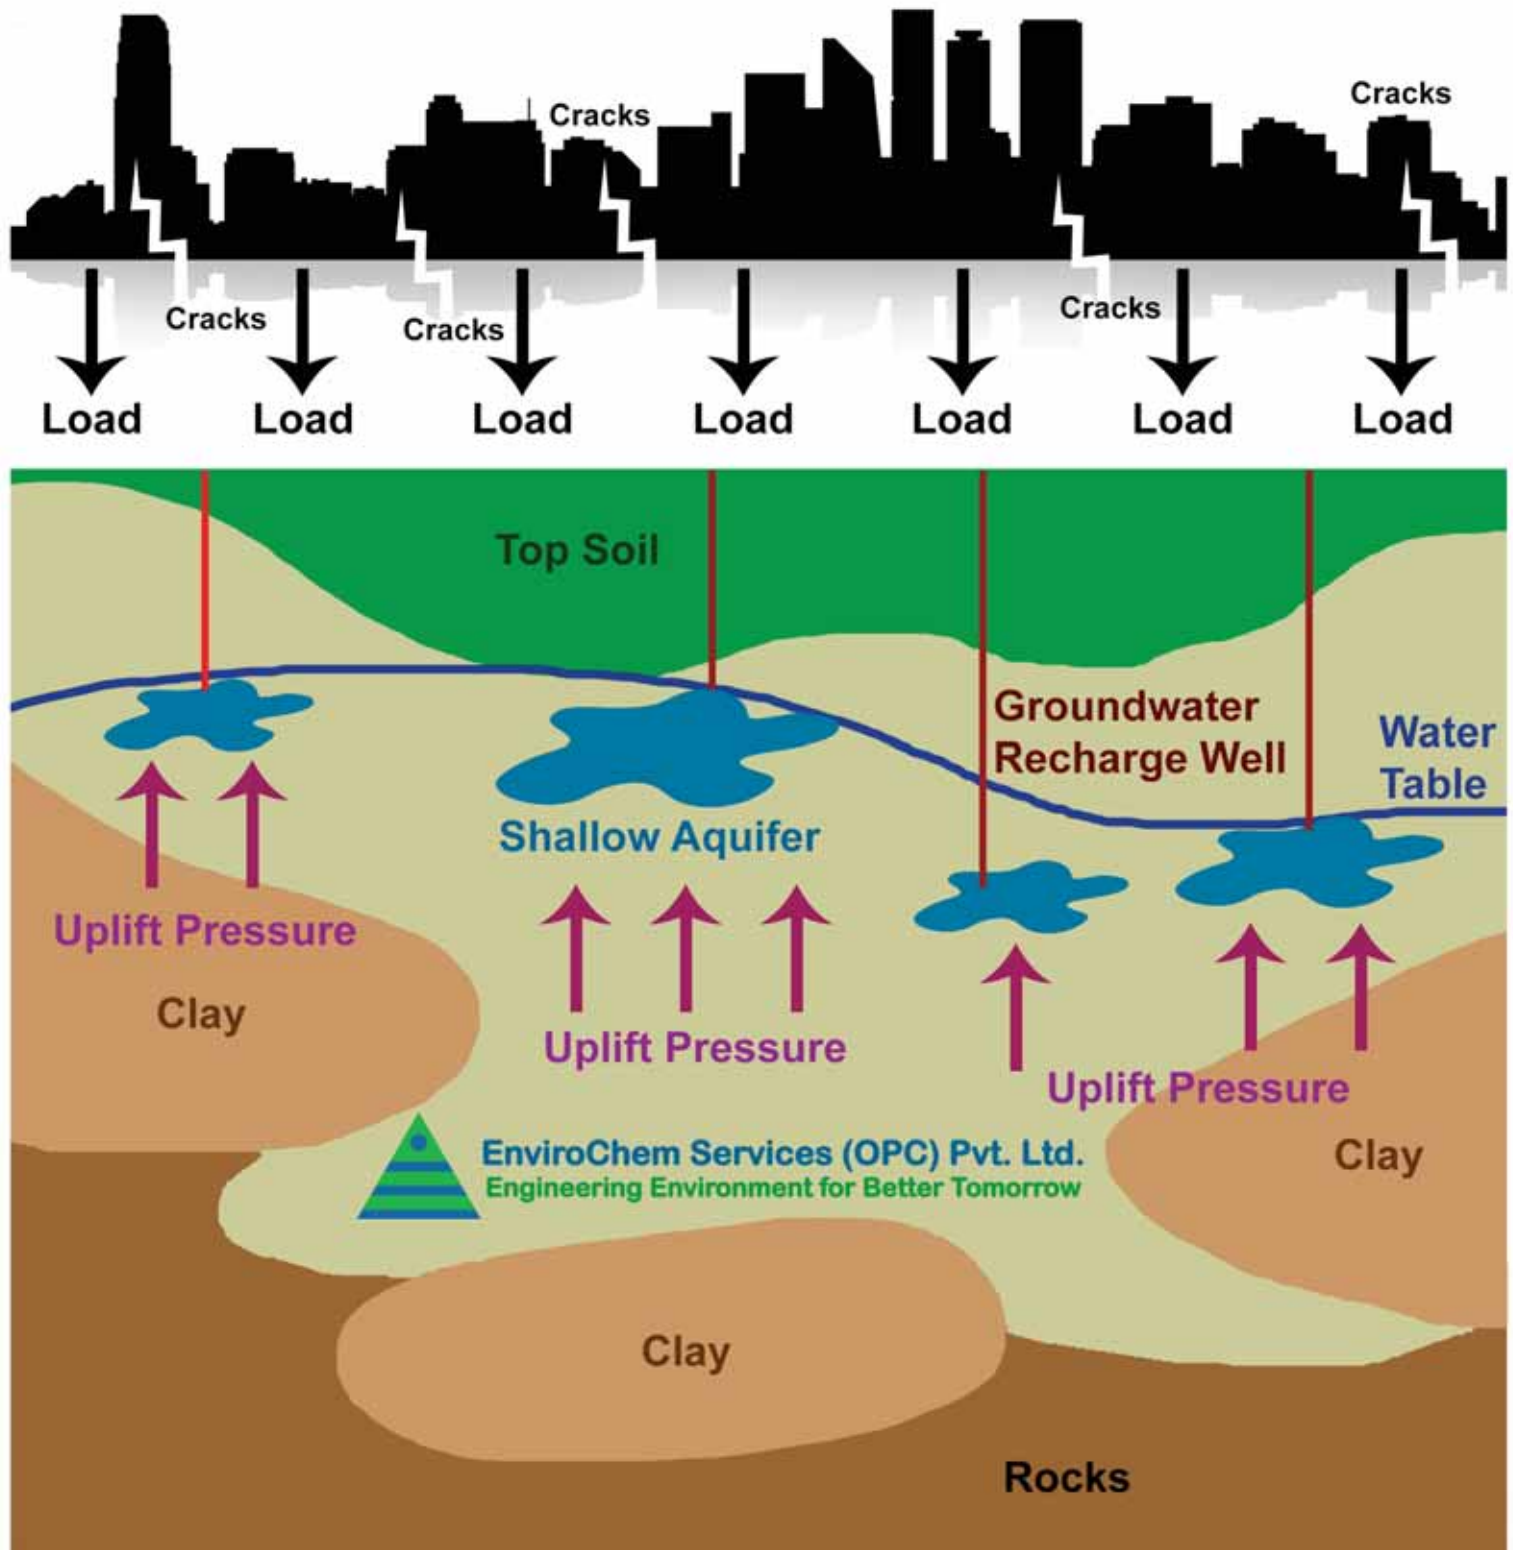 Cracks
Cracks
Cracks
Cracks
Cracks
Load
Load
Load
Load
Load
Load
Load
Top Soil
Groundwater
Recharge Well
Water
Table
Shallow Aquifer
Uplift Pressure
Clay
Uplift Pressure
Uplift Pressure
EnviroChem Services (OPC) Pvt. Ltd.
Engineering Environment for Better Tomorrow
Clay
Clay
Rocks